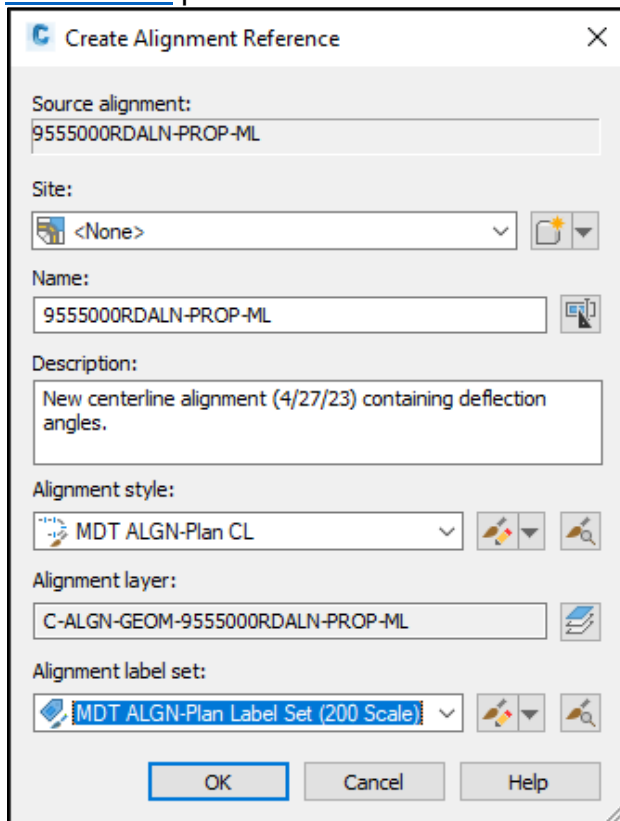 Create Alignment Reference
Source alignment:
9555000RDALN-PROP-ML
Site:
<None>
Name:
9555000RDALN-PROP-ML
Description:
New centerline alignment (4/27/23) containing deflection
angles.
Alignment style:
MDT ALGN-Plan CL
Alignment layer:
C-ALGN-GEOM-9555000RDALN-PROP-ML
Alignment label set:
MDT ALGN-Plan Label Set (200 Scale)
OK Cancel Help